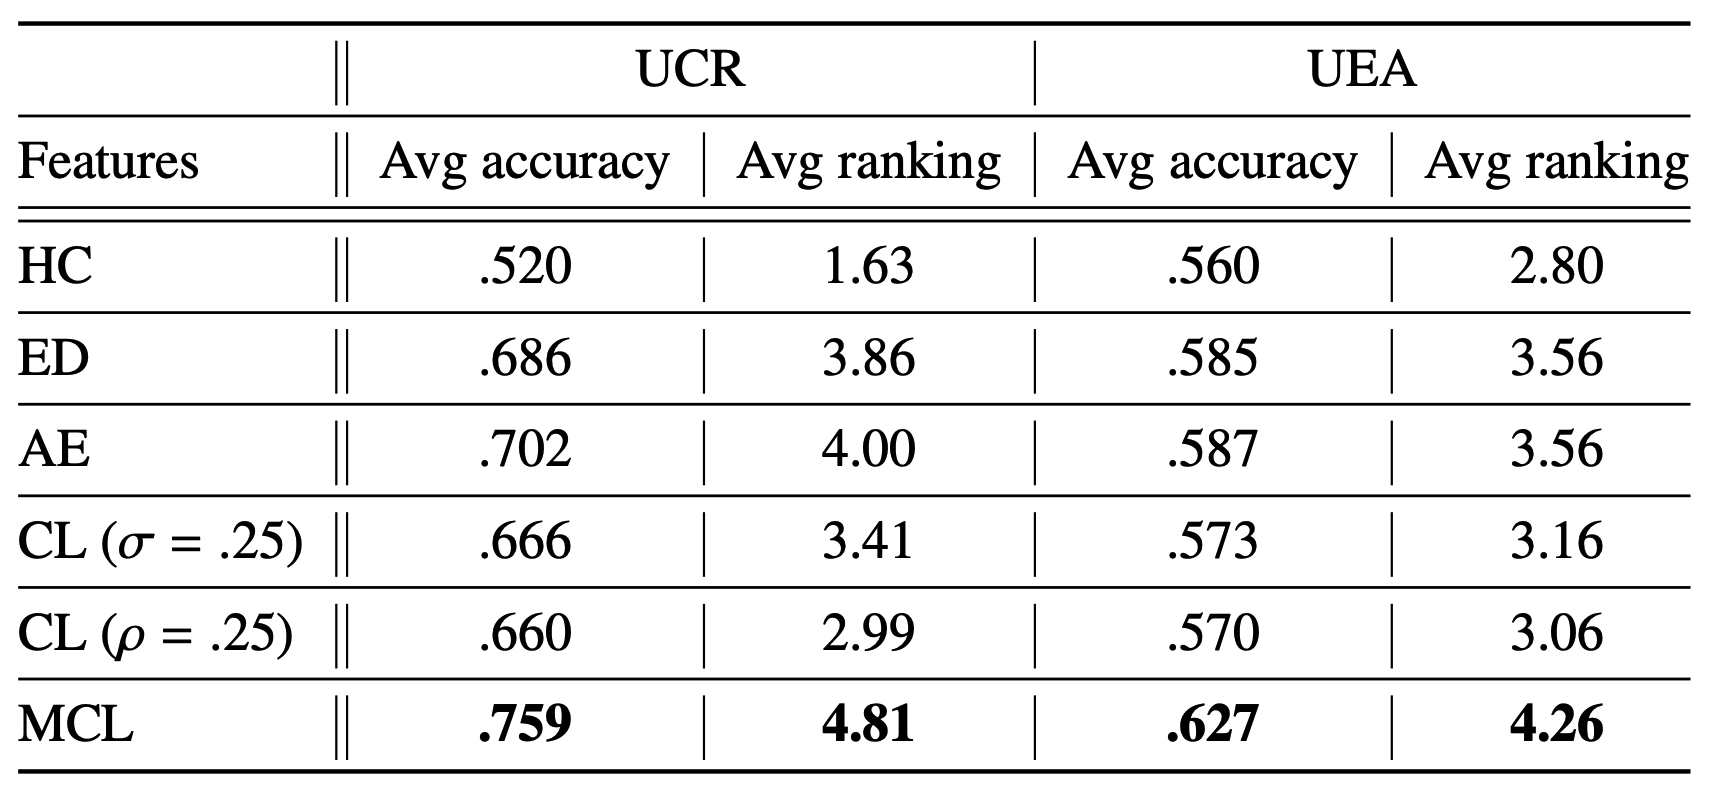 UCR UEA
Features Avg accuracy Avg ranking Avg accuracy Avg ranking
HC .520 1.63 .560 2.80
ED .686 3.86 .585 3.56
AE .702 4.00 .587 3.56
CL (σ = .25) .666 3.41 .573 3.16
CL (ρ = .25) .660 2.99 .570 3.06
MCL .759 4.81 .627 4.26